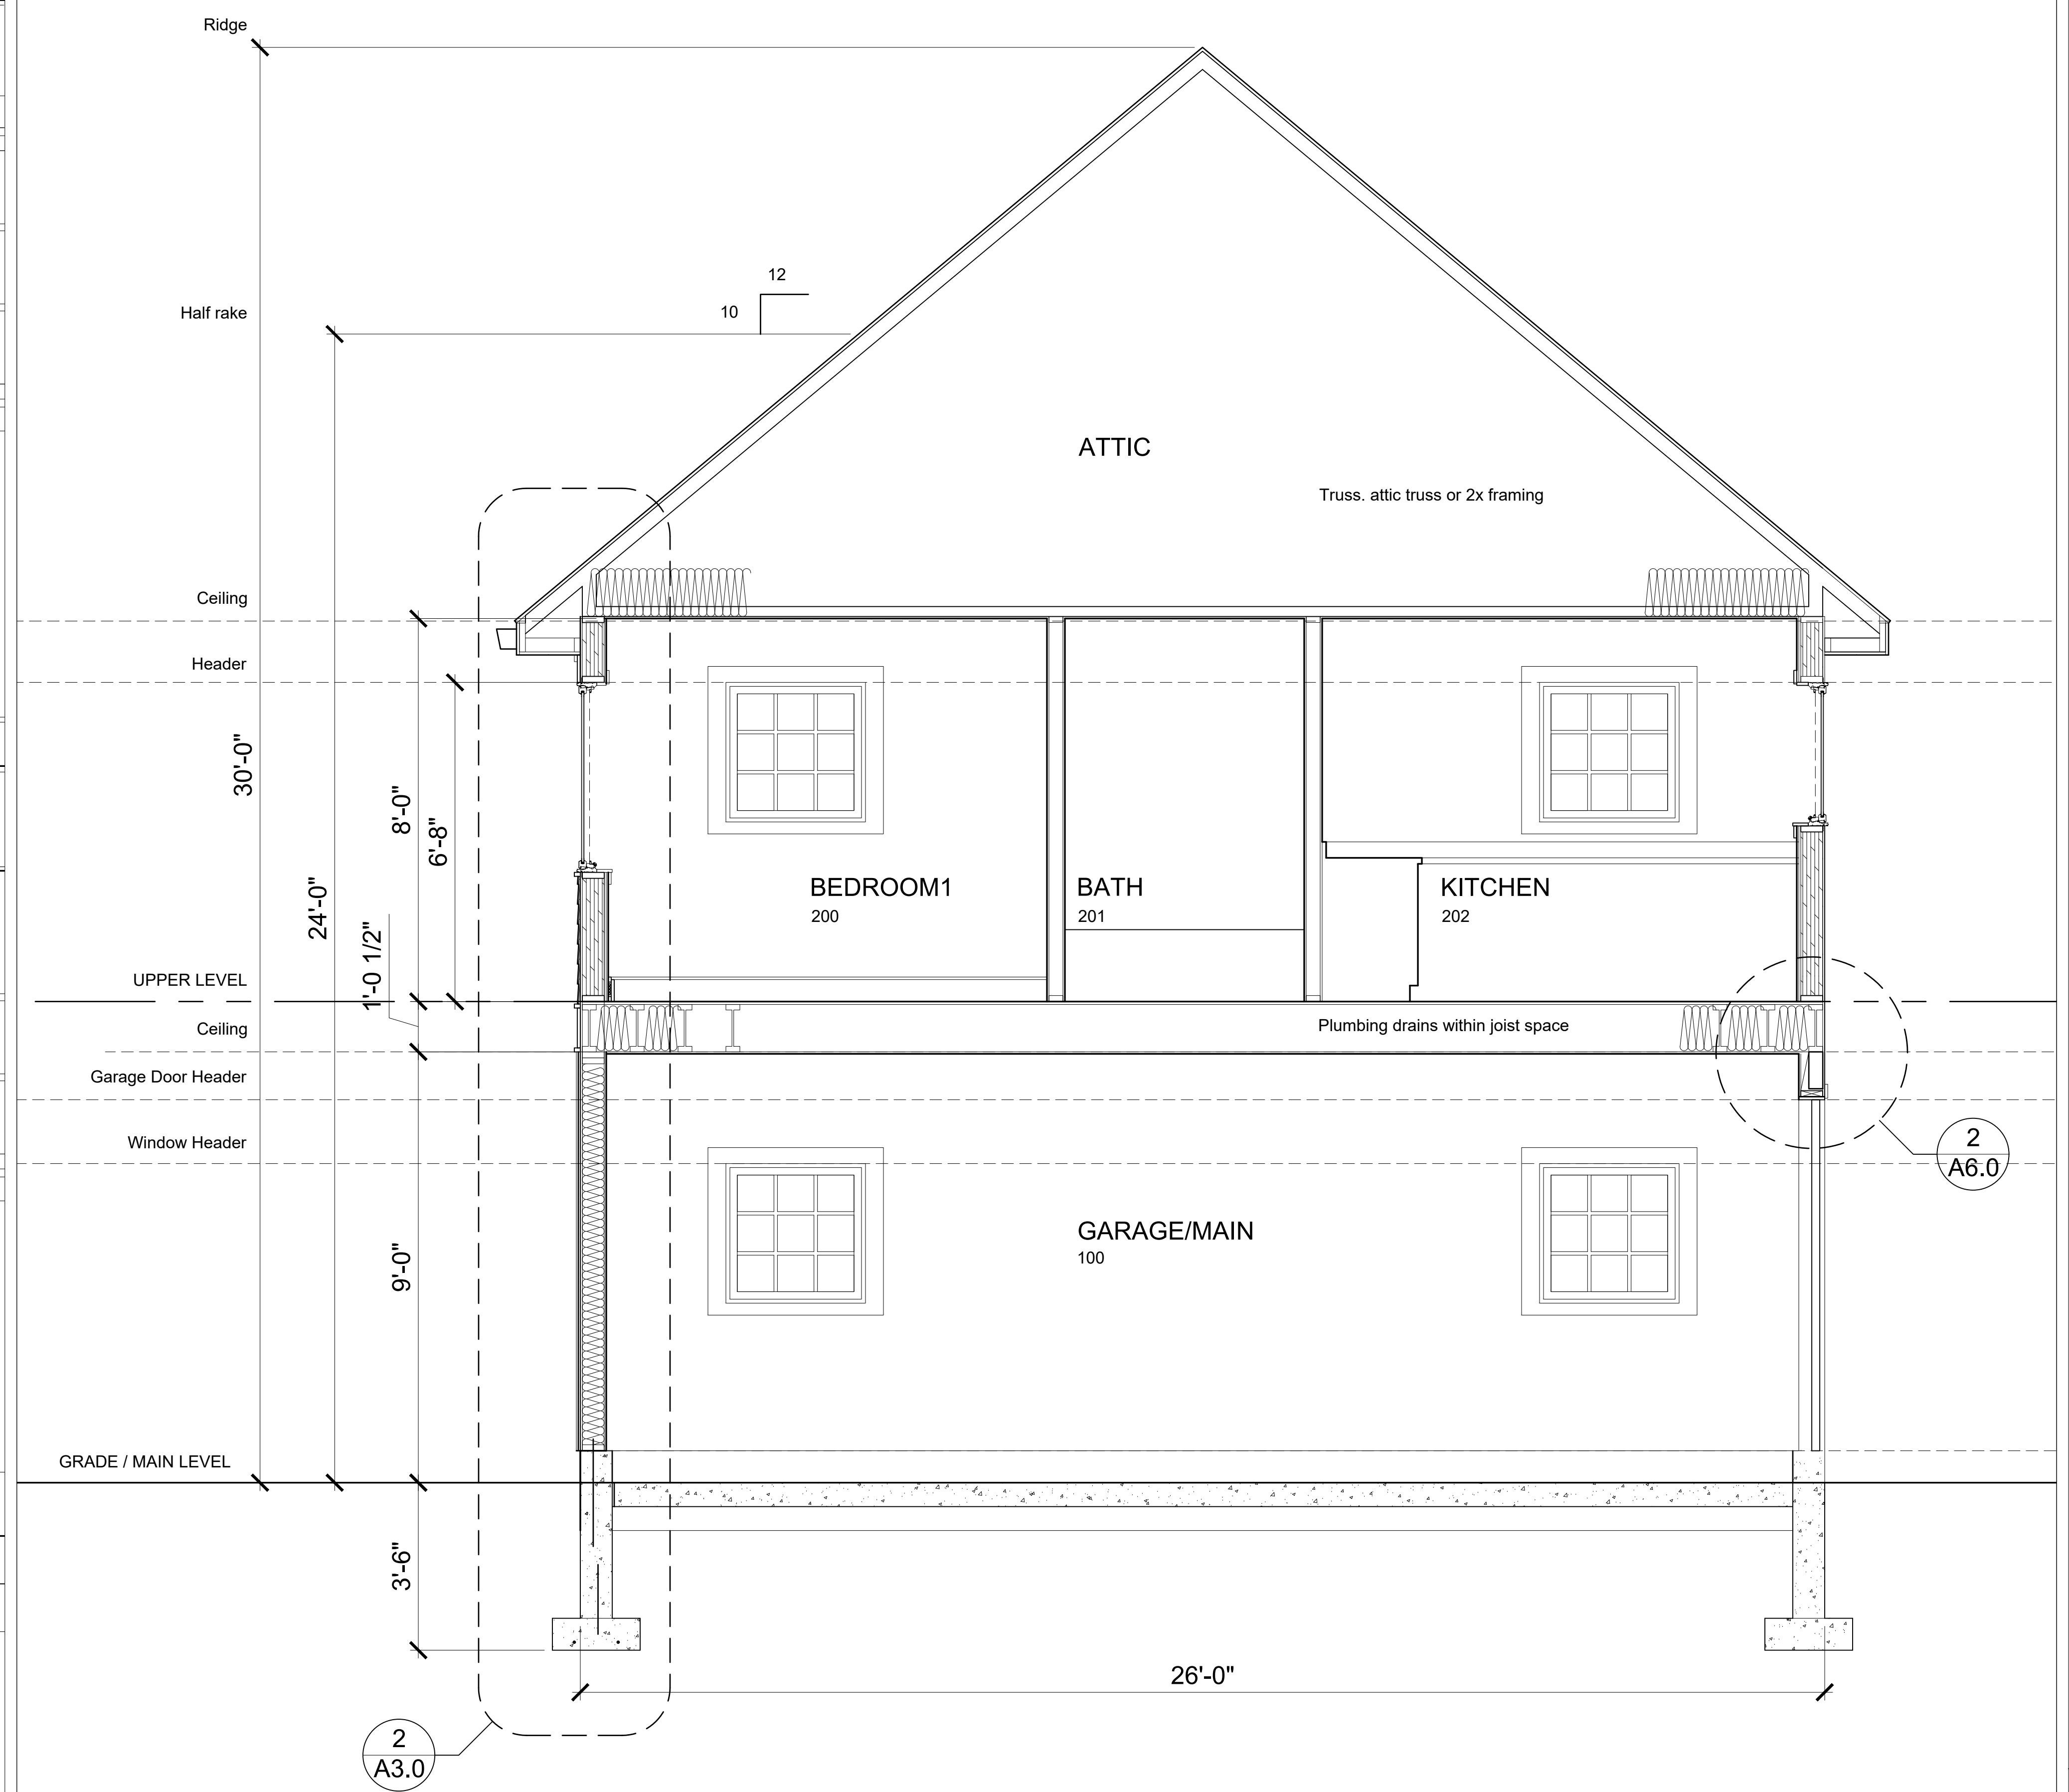 Ridge
12
10
Half rake
ATTIC
Truss. attic truss or 2x framing
Ceiling
Header
30'-0"
8'-0"
6'-8"
24'-0"
1'-0 1/2"
BEDROOM1
200
BATH
201
KITCHEN
202
UPPER LEVEL
Ceiling
Plumbing drains within joist space
Garage Door Header
Window Header
2
A6.0
GARAGE/MAIN
100
9'-0"
GRADE / MAIN LEVEL
3'-6"
26'-0"
2
A3.0